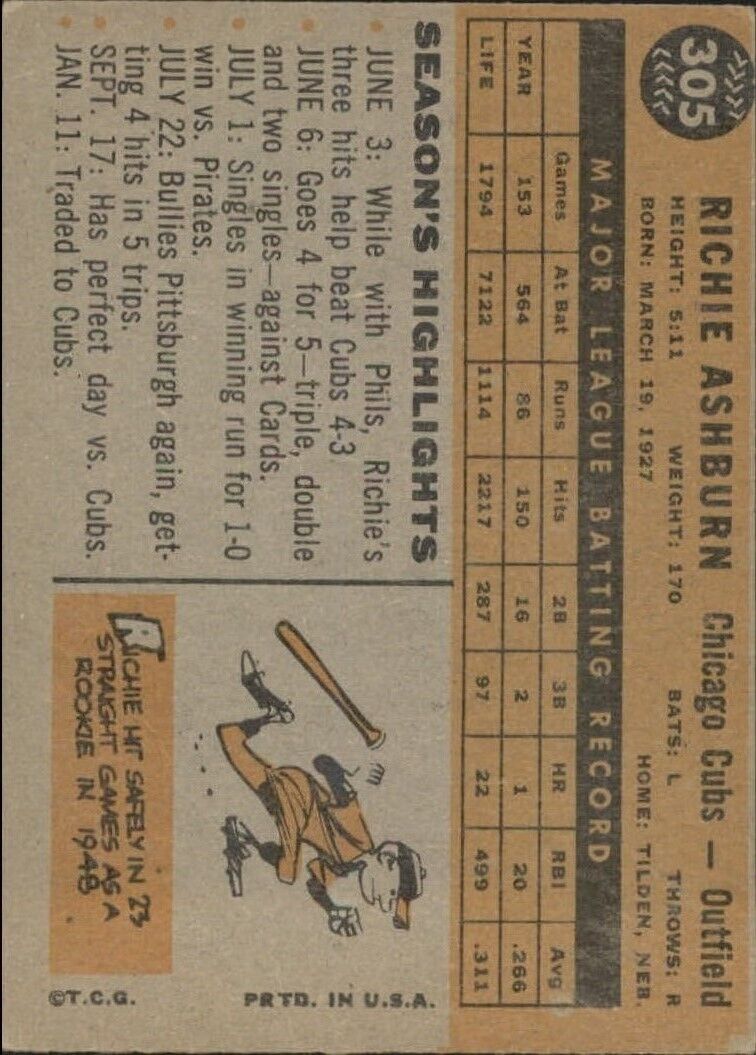 305
RICHIE ASHBURN Chicago Cubs — Outfield
HEIGHT: 5:11 WEIGHT: 170 BATS: L THROWS: R
BORN: MARCH 19, 1927 HOME: TILDEN, NEB.
MAJOR LEAGUE BATTING RECORD
Games At Bat Runs Hits 2B 3B HR RBI Avg
YEAR 153 564 86 150 16 2 1 20 .266
LIFE 1794 7122 1114 2217 287 97 22 499 .311
SEASON'S HIGHLIGHTS
• JUNE 3: While with Phils, Richie's
three hits help beat Cubs 4-3
• JUNE 6: Goes 4 for 5—triple, double
and two singles—against Cards.
• JULY 1: Singles in winning run for 1-0
win vs. Pirates.
• JULY 22: Bullies Pittsburgh again, get-
ting 4 hits in 5 trips.
• SEPT. 17: Has perfect day vs. Cubs.
• JAN. 11: Traded to Cubs.
RICHIE HIT SAFELY IN 23
STRAIGHT GAMES AS A
ROOKIE IN 1948
©T.C.G. PRTD. IN U.S.A.